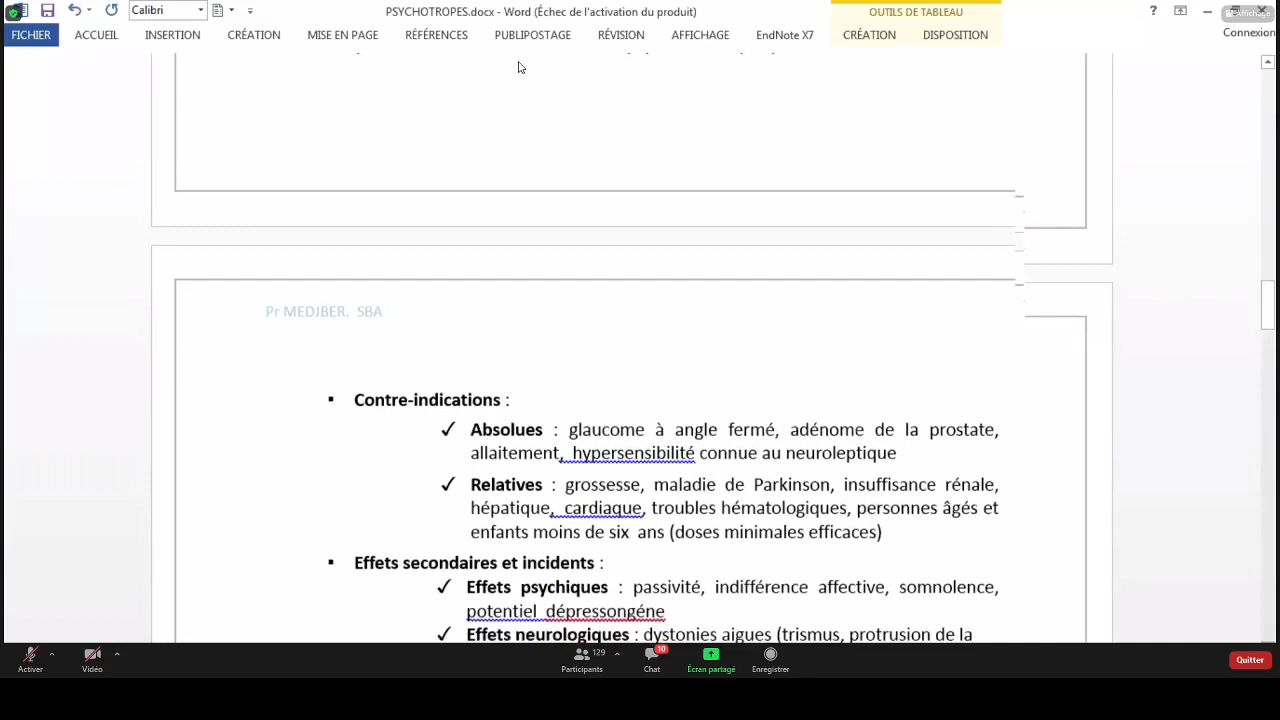 Calibri
PSYCHOTROPES.docx - Word (Échec de l'activation du produit)
OUTILS DE TABLEAU
?
Affichage
FICHIER ACCUEIL INSERTION CRÉATION MISE EN PAGE RÉFÉRENCES PUBLIPOSTAGE RÉVISION AFFICHAGE EndNote X7 CRÉATION DISPOSITION
Connexion
Pr MEDJBER. SBA
▪ Contre-indications :
✓ Absolues : glaucome à angle fermé, adénome de la prostate,
allaitement, hypersensibilité connue au neuroleptique
✓ Relatives : grossesse, maladie de Parkinson, insuffisance rénale,
hépatique, cardiaque, troubles hématologiques, personnes âgés et
enfants moins de six ans (doses minimales efficaces)
▪ Effets secondaires et incidents :
✓ Effets psychiques : passivité, indifférence affective, somnolence,
potentiel dépressongéne
✓ Effets neurologiques : dystonies aigues (trismus, protrusion de la
Activer
Vidéo
Participants 129
Chat 10
Écran partagé
Enregistrer
Quitter